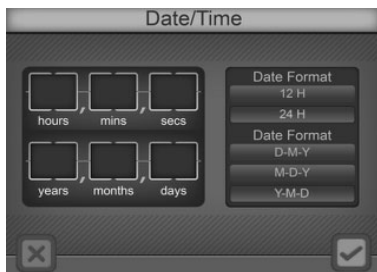 Date/Time
Date Format
12 H
hours , mins , secs
24 H
Date Format
D-M-Y
M-D-Y
years , months , days
Y-M-D